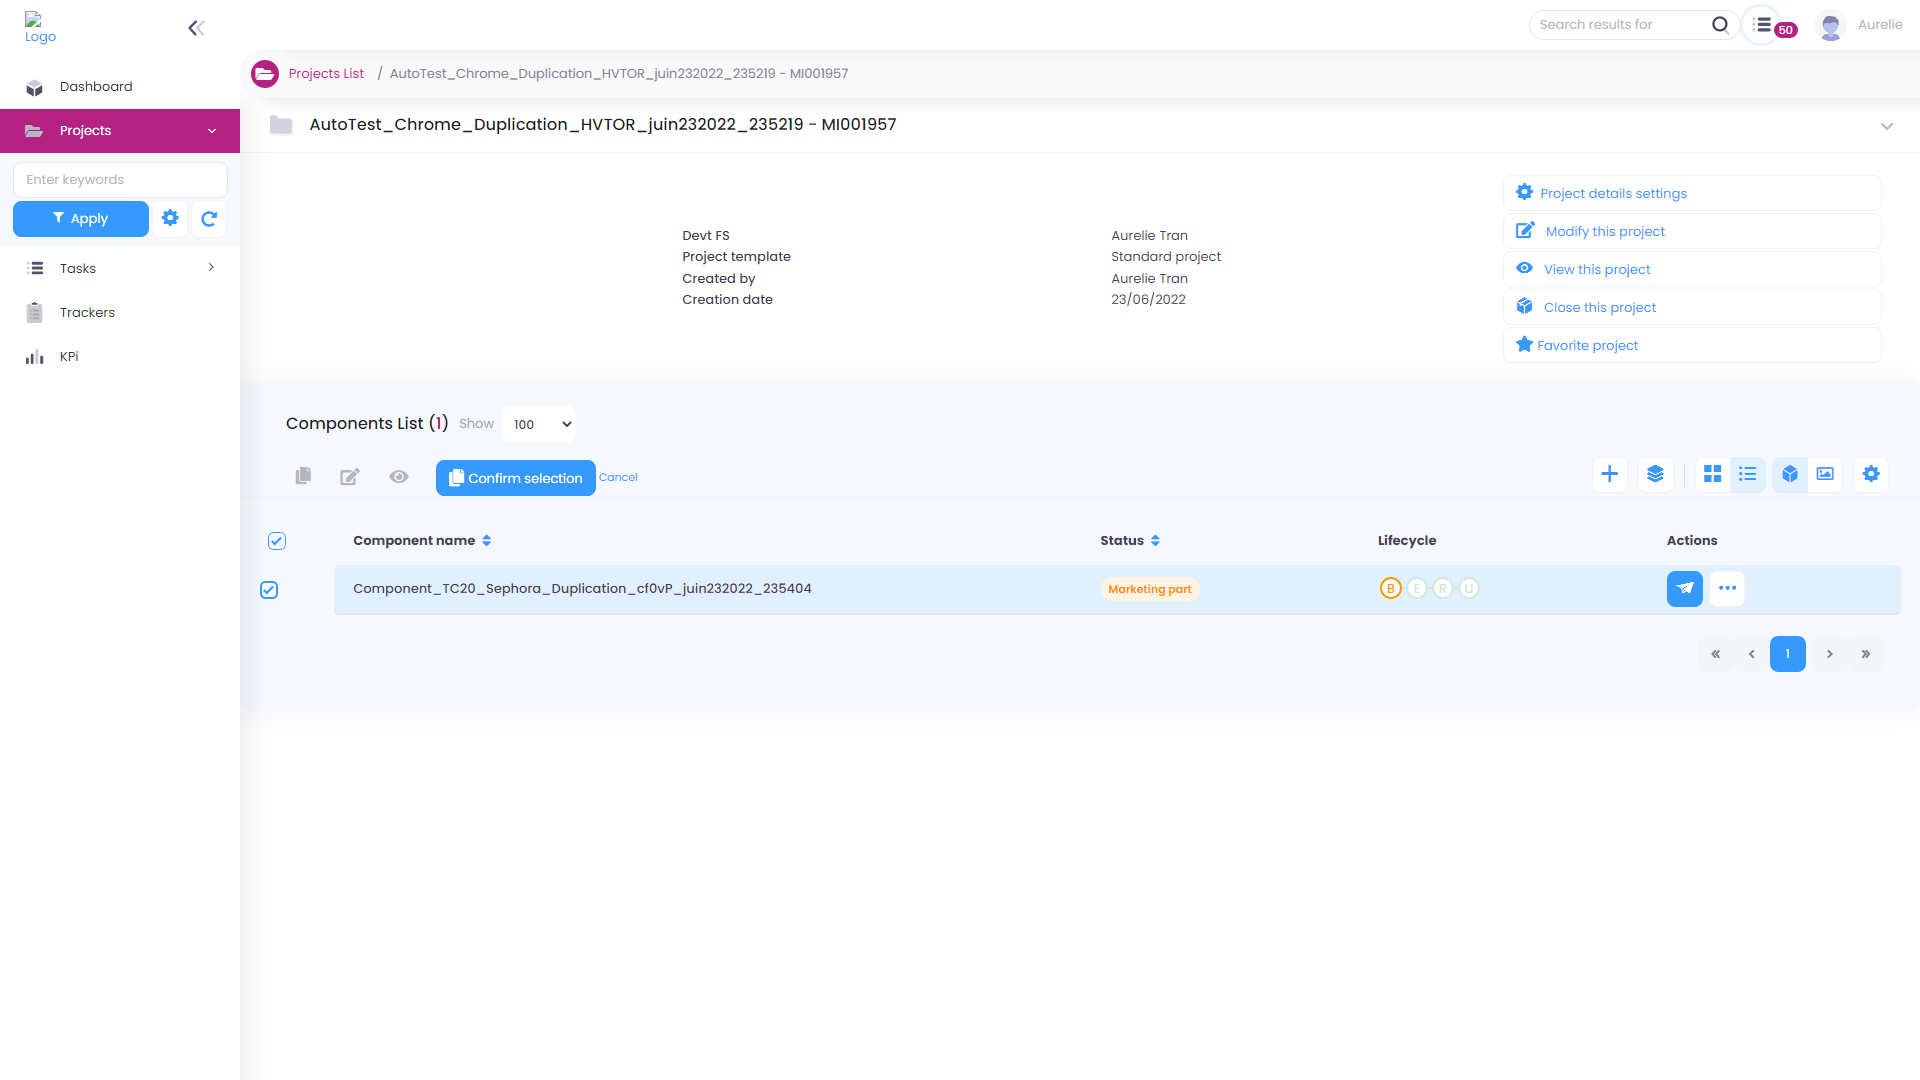 Logo
Search results for
50
Aurelie
Dashboard
Projects
Enter keywords
Apply
Tasks
Trackers
KPi
Projects List / AutoTest_Chrome_Duplication_HVTOR_juin232022_235219 - MI001957
AutoTest_Chrome_Duplication_HVTOR_juin232022_235219 - MI001957
Devt FS Aurelie Tran
Project template Standard project
Created by Aurelie Tran
Creation date 23/06/2022
Project details settings
Modify this project
View this project
Close this project
Favorite project
Components List (1) Show 100
Confirm selection Cancel
Component name Status Lifecycle Actions
Component_TC20_Sephora_Duplication_cf0vP_juin232022_235404 Marketing part B E R U
« ‹ 1 › »